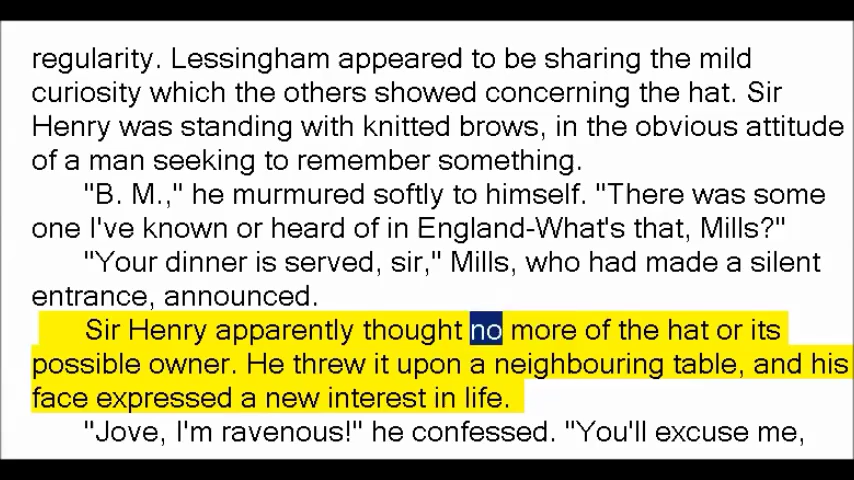 regularity. Lessingham appeared to be sharing the mild
curiosity which the others showed concerning the hat. Sir
Henry was standing with knitted brows, in the obvious attitude
of a man seeking to remember something.
"B. M.," he murmured softly to himself. "There was some
one I've known or heard of in England-What's that, Mills?"
"Your dinner is served, sir," Mills, who had made a silent
entrance, announced.
Sir Henry apparently thought no more of the hat or its
possible owner. He threw it upon a neighbouring table, and his
face expressed a new interest in life.
"Jove, I'm ravenous!" he confessed. "You'll excuse me,